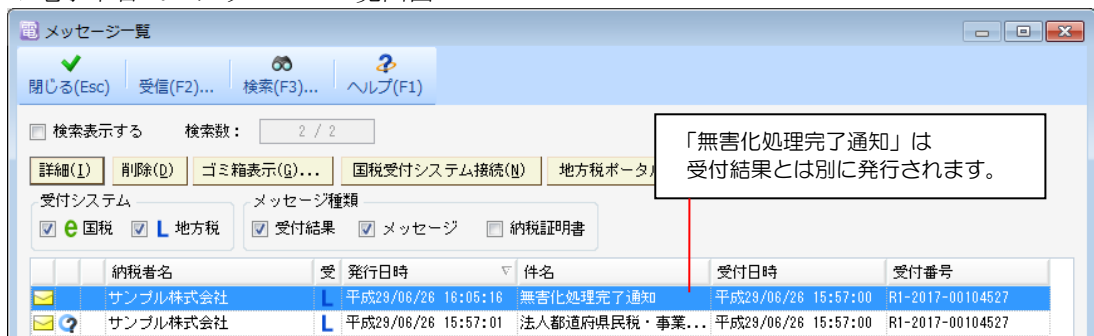 メッセージ一覧
閉じる(Esc) 受信(F2)... 検索(F3)... ヘルプ(F1)
検索表示する 検索数： 2 / 2
「無害化処理完了通知」は
受付結果とは別に発行されます。
詳細(I) 削除(D) ゴミ箱表示(G)... 国税受付システム接続(N) 地方税ポータル
受付システム メッセージ種類
e 国税 L 地方税 受付結果 メッセージ 納税証明書
納税者名 受 発行日時 件名 受付日時 受付番号
サンプル株式会社 L 平成29/06/26 16:05:16 無害化処理完了通知 平成29/06/26 15:57:00 R1-2017-00104527
サンプル株式会社 L 平成29/06/26 15:57:01 法人都道府県民税・事業... 平成29/06/26 15:57:00 R1-2017-00104527